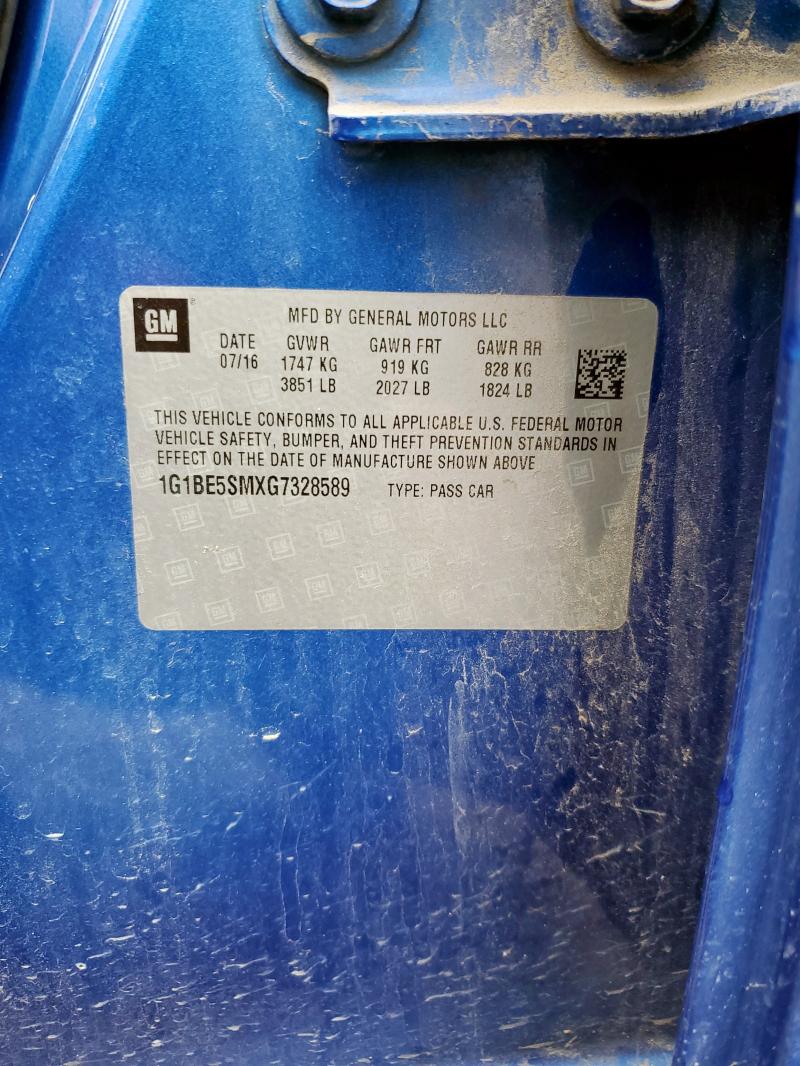 GM
MFD BY GENERAL MOTORS LLC
DATE GVWR GAWR FRT GAWR RR
07/16 1747 KG 919 KG 828 KG
3851 LB 2027 LB 1824 LB
THIS VEHICLE CONFORMS TO ALL APPLICABLE U.S. FEDERAL MOTOR
VEHICLE SAFETY, BUMPER, AND THEFT PREVENTION STANDARDS IN
EFFECT ON THE DATE OF MANUFACTURE SHOWN ABOVE
1G1BE5SMXG7328589 TYPE: PASS CAR